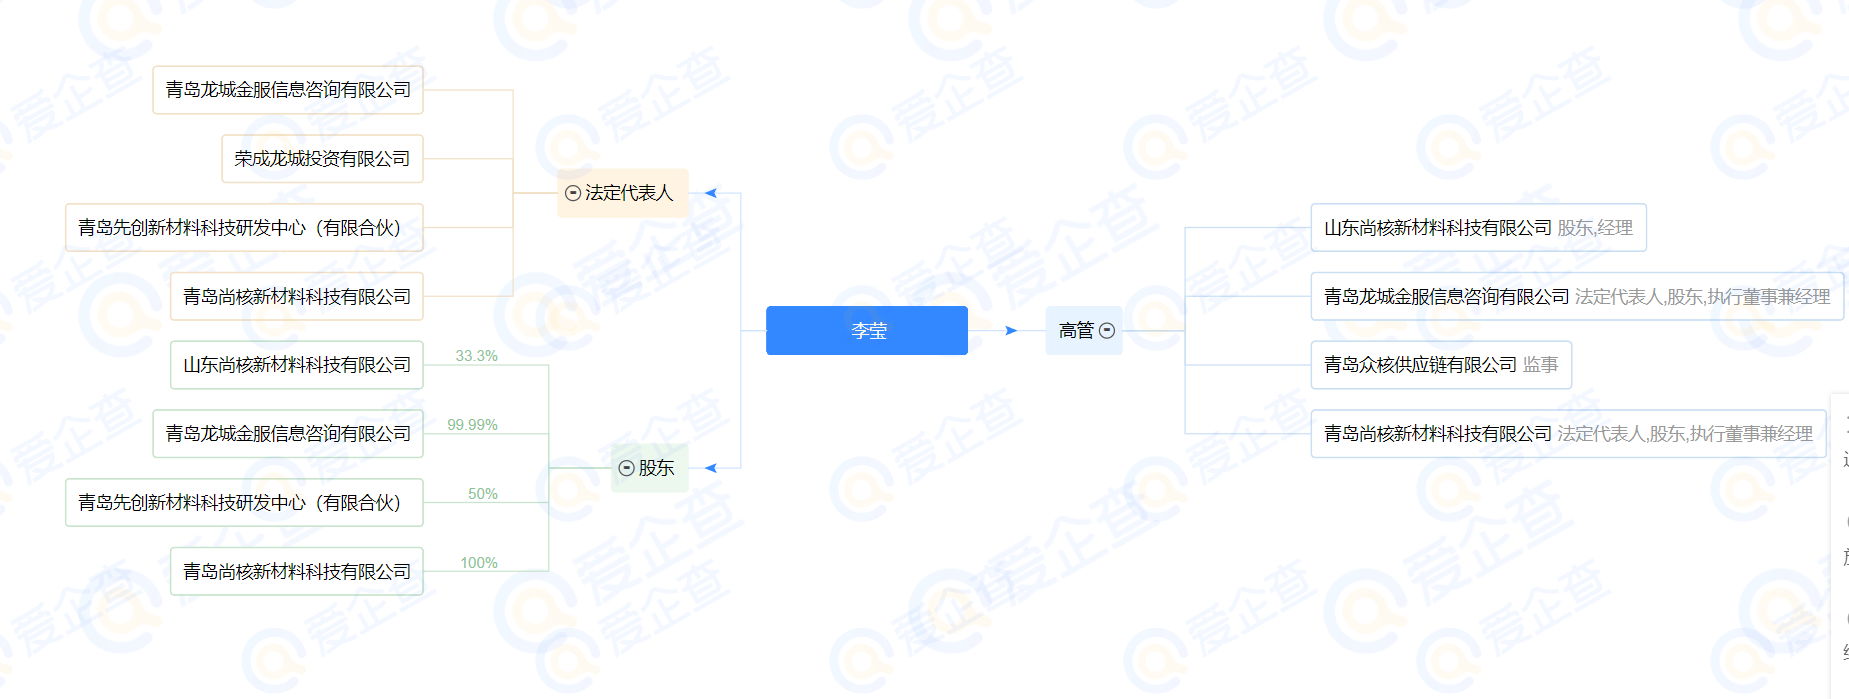 青岛龙城金服信息咨询有限公司
荣成龙城投资有限公司
青岛先创新材料科技研发中心（有限合伙）
青岛尚核新材料科技有限公司
法定代表人
山东尚核新材料科技有限公司 33.3%
青岛龙城金服信息咨询有限公司 99.99%
青岛先创新材料科技研发中心（有限合伙） 50%
青岛尚核新材料科技有限公司 100%
股东
李莹
高管
山东尚核新材料科技有限公司 股东,经理
青岛龙城金服信息咨询有限公司 法定代表人,股东,执行董事兼经理
青岛众核供应链有限公司 监事
青岛尚核新材料科技有限公司 法定代表人,股东,执行董事兼经理
爱企查